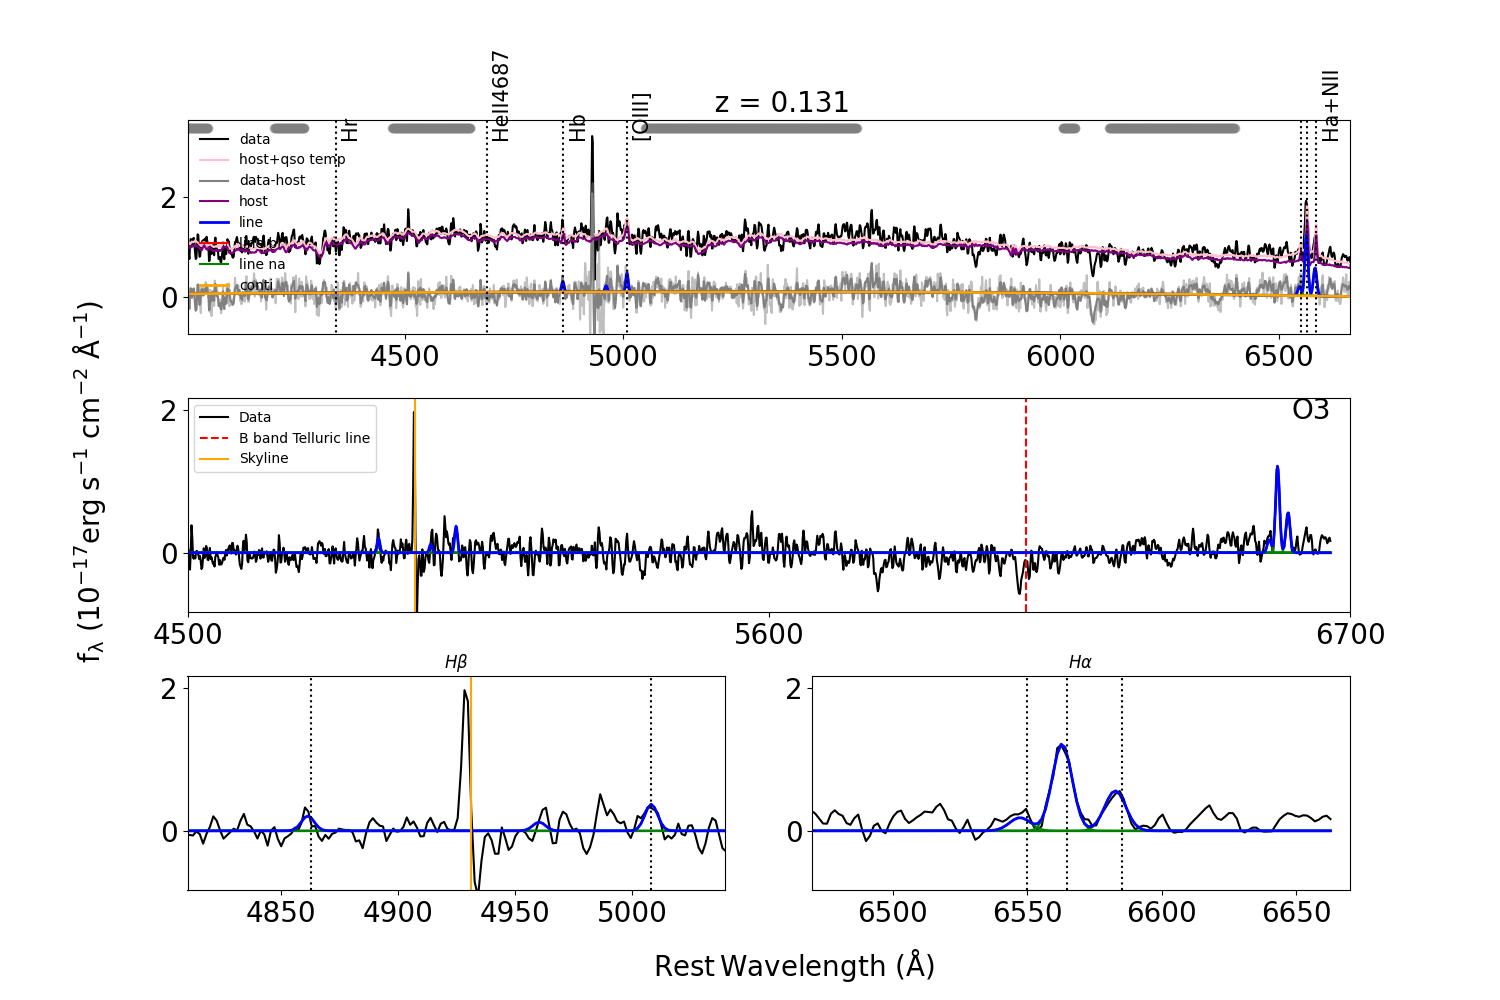 z = 0.131
Hr
HeII4687
Hb
[OIII]
Ha+NII
data
host+qso temp
data-host
host
line
line na
conti
2
0
4500 5000 5500 6000 6500
fλ (10⁻¹⁷erg s⁻¹ cm⁻² Å⁻¹)
O3
Data
B band Telluric line
Skyline
2
0
4500 5600 6700
Hβ
2
0
4850 4900 4950 5000
Hα
2
0
6500 6550 6600 6650
Rest Wavelength (Å)